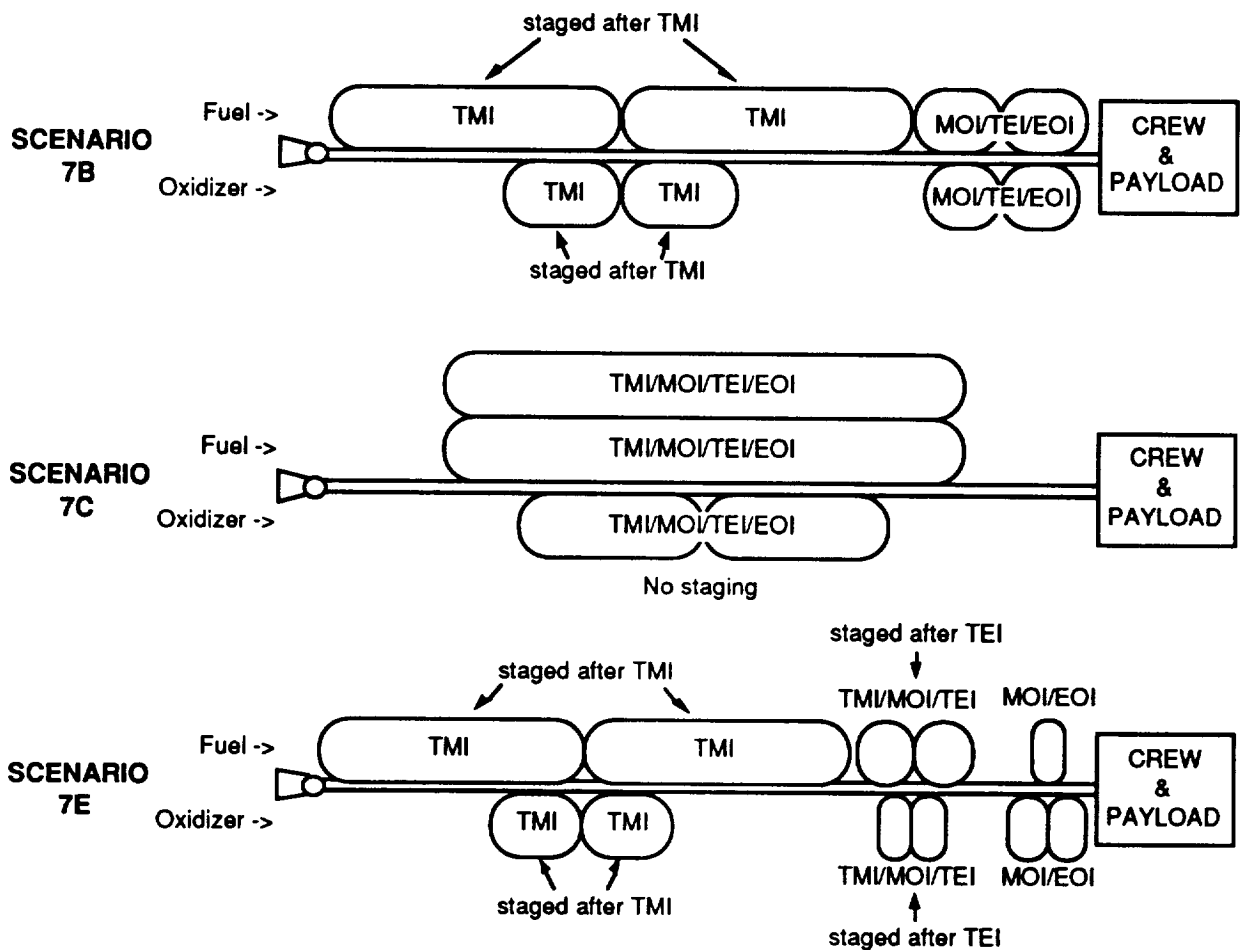 staged after TMI
SCENARIO
7B
Fuel ->
TMI
TMI
MOI/TEI/EOI
CREW
&
PAYLOAD
Oxidizer ->
TMI
TMI
MOI/TEI/EOI
staged after TMI
SCENARIO
7C
TMI/MOI/TEI/EOI
Fuel ->
TMI/MOI/TEI/EOI
CREW
&
PAYLOAD
Oxidizer ->
TMI/MOI/TEI/EOI
No staging
SCENARIO
7E
staged after TEI
staged after TMI
TMI/MOI/TEI
MOI/EOI
Fuel ->
TMI
TMI
CREW
&
PAYLOAD
Oxidizer ->
TMI
TMI
TMI/MOI/TEI
MOI/EOI
staged after TMI
staged after TEI